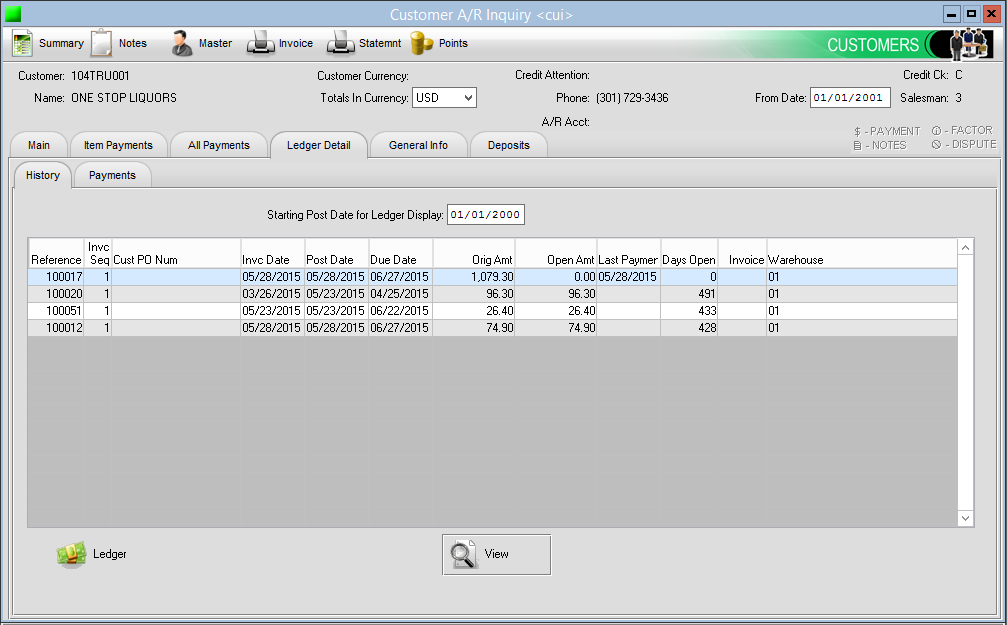 Customer A/R Inquiry <cui>
Summary Notes Master Invoice Statemnt Points CUSTOMERS
Customer: 104TRU001 Customer Currency: Credit Attention: Credit Ck: C
Name: ONE STOP LIQUORS Totals In Currency: USD Phone: (301) 729-3436 From Date: 01/01/2001 Salesman: 3
A/R Acct:
$ - PAYMENT - FACTOR
- NOTES - DISPUTE
Main Item Payments All Payments Ledger Detail General Info Deposits
History Payments
Starting Post Date for Ledger Display: 01/01/2000
Invc
Reference Seq Cust PO Num Invc Date Post Date Due Date Orig Amt Open Amt Last Paymer Days Open Invoice Warehouse
100017 1 05/28/2015 05/28/2015 06/27/2015 1,079.30 0.00 05/28/2015 0 01
100020 1 03/26/2015 05/23/2015 04/25/2015 96.30 96.30 491 01
100051 1 05/23/2015 05/23/2015 06/22/2015 26.40 26.40 433 01
100012 1 05/28/2015 05/28/2015 06/27/2015 74.90 74.90 428 01
Ledger View